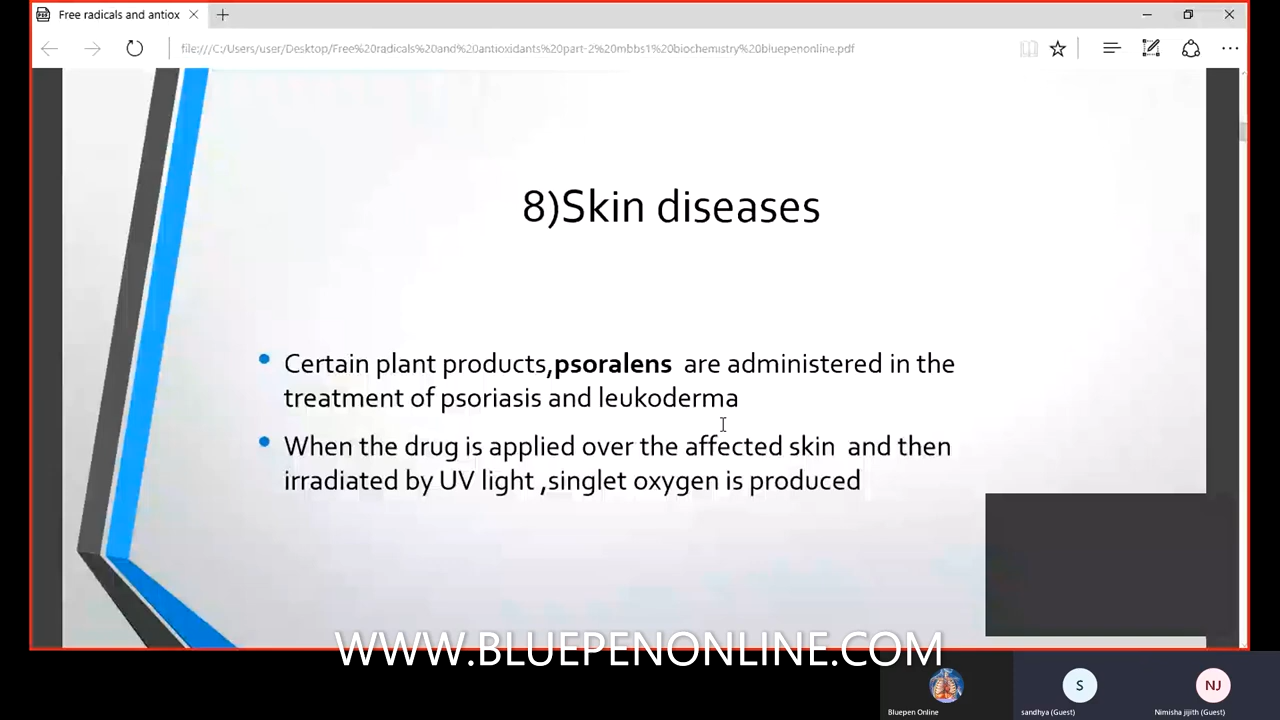 Free radicals and antiox
file:///C:/Users/user/Desktop/Free%20radicals%20and%20antioxidants%20part-2%20mbbs1%20biochemistry%20bluepenonline.pdf
8)Skin diseases
Certain plant products,psoralens are administered in the
treatment of psoriasis and leukoderma
When the drug is applied over the affected skin and then
irradiated by UV light ,singlet oxygen is produced
WWW.BLUEPENONLINE.COM
S
NJ
Bluepen Online
sandhya (Guest)
Nimisha jijith (Guest)